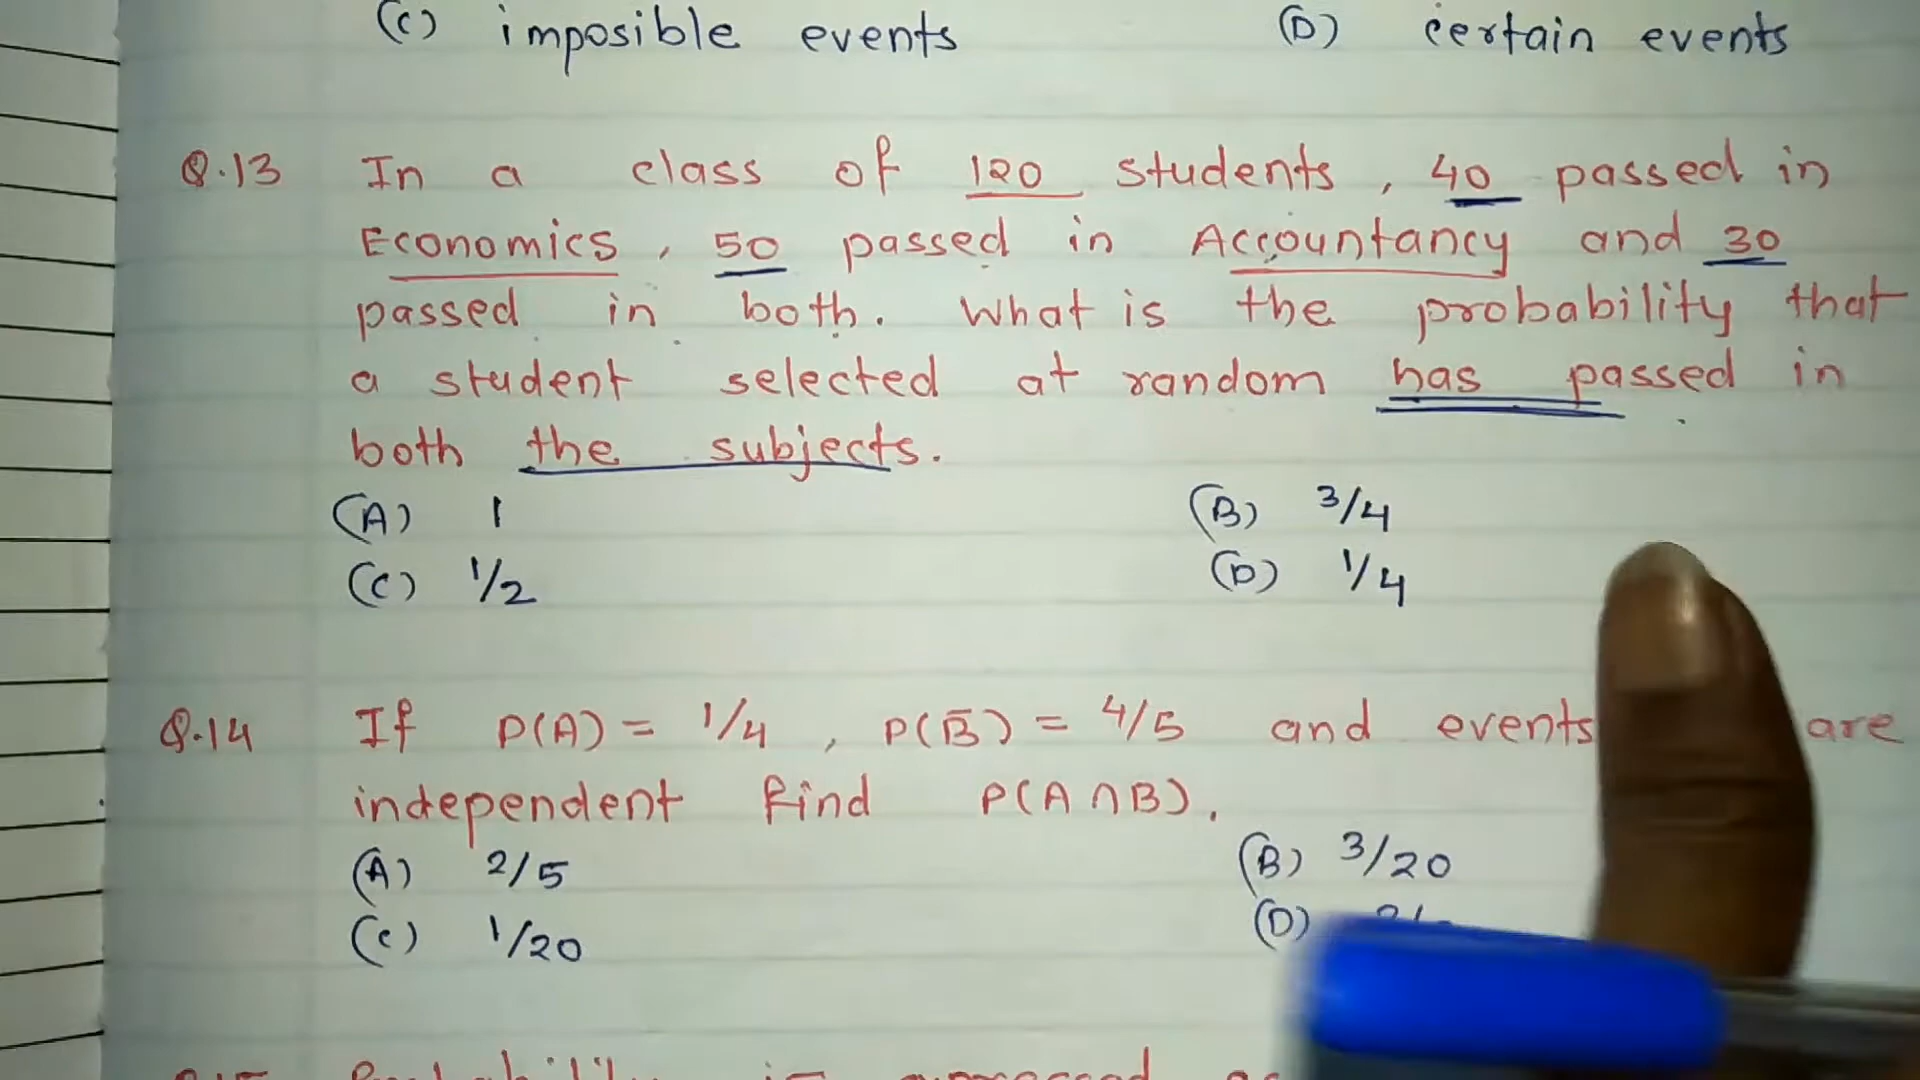 (C) imposible events (D) certain events
Q.13 In a class of 120 students, 40 passed in
Economics, 50 passed in Accountancy and 30
passed in both. What is the probability that
a student selected at random has passed in
both the subjects.
(A) 1 (B) 3/4
(C) 1/2 (D) 1/4
Q.14 If P(A) = 1/4, P(B̄) = 4/5 and events are
independent find P(A∩B).
(A) 2/5 (B) 3/20
(C) 1/20 (D)